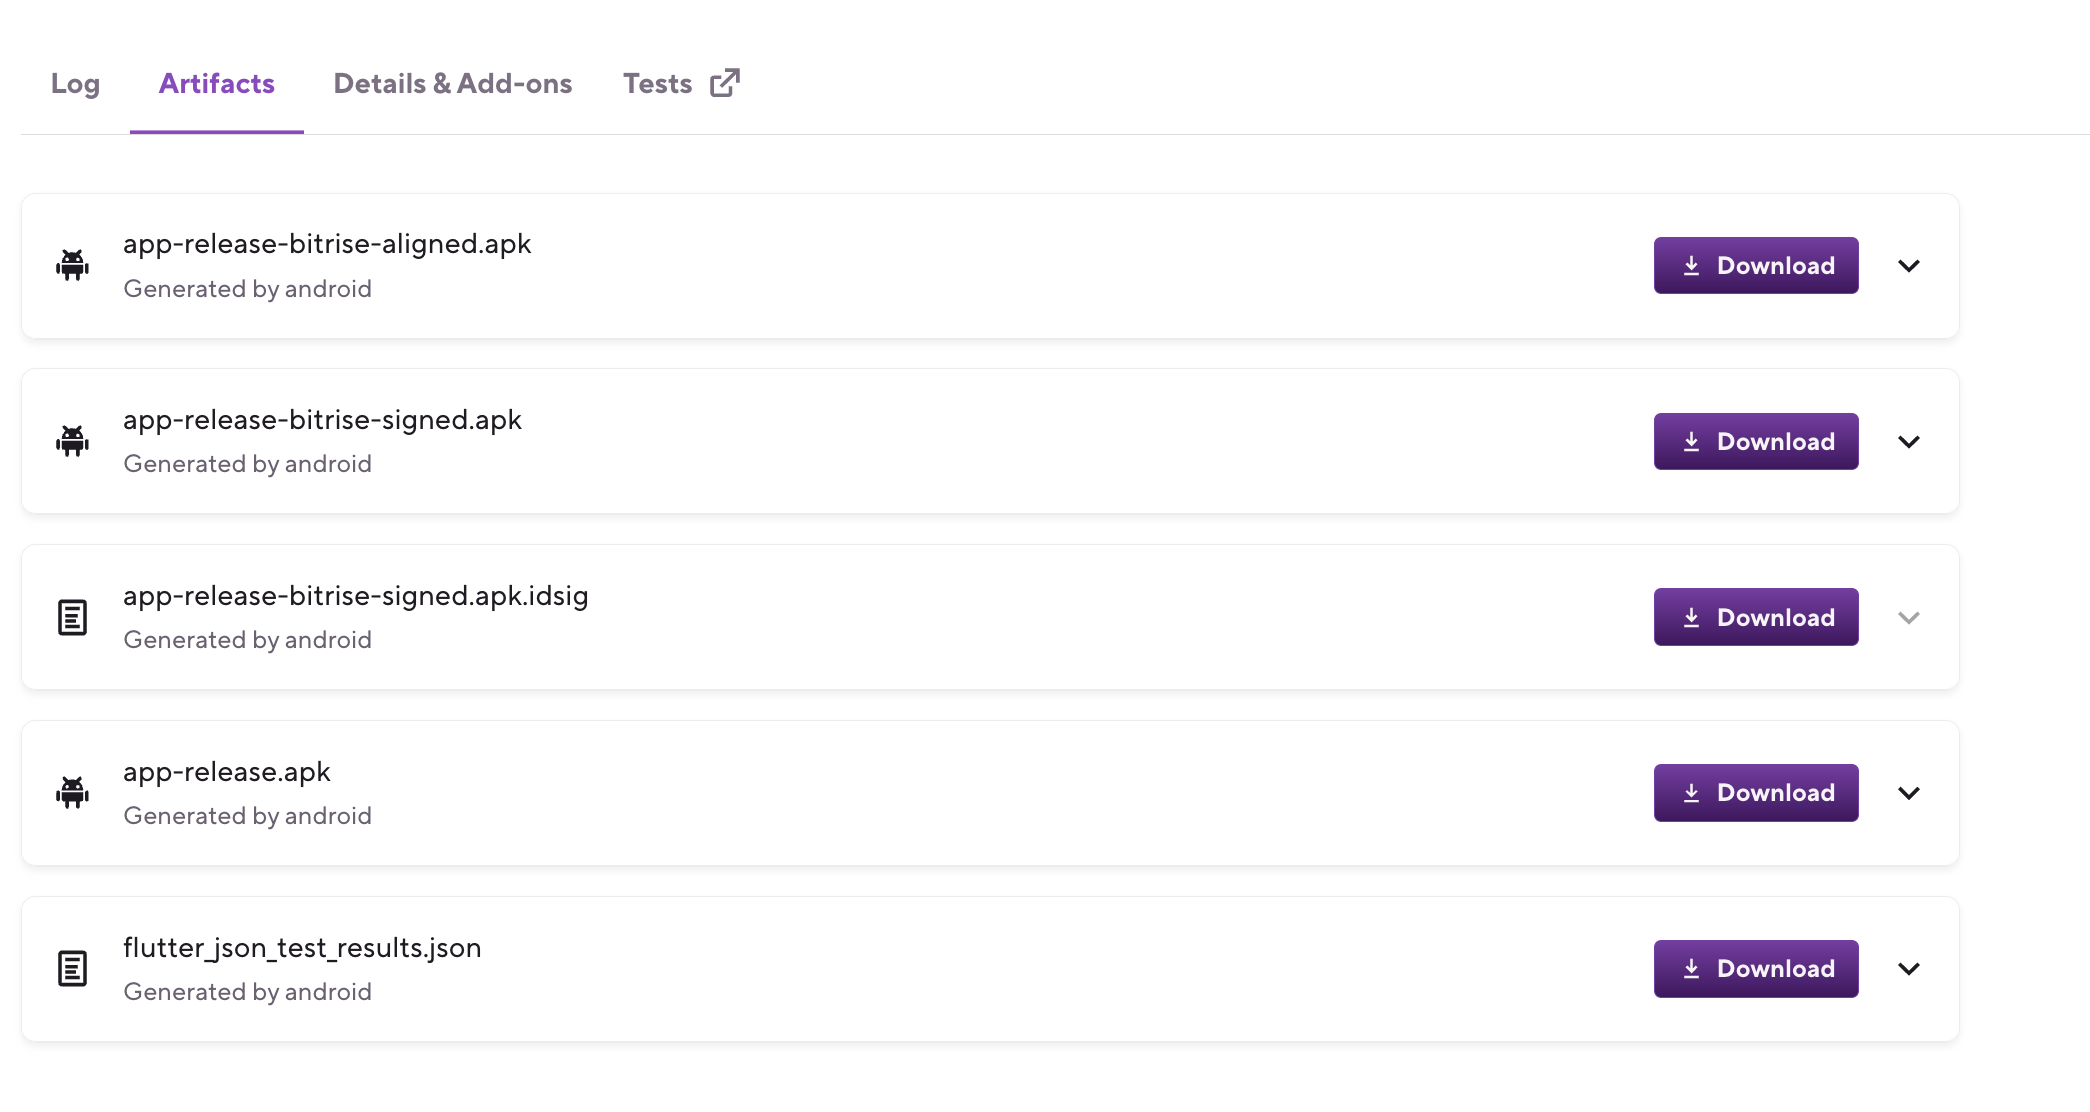 Log Artifacts Details & Add-ons Tests
app-release-bitrise-aligned.apk
Generated by android
Download
app-release-bitrise-signed.apk
Generated by android
Download
app-release-bitrise-signed.apk.idsig
Generated by android
Download
app-release.apk
Generated by android
Download
flutter_json_test_results.json
Generated by android
Download